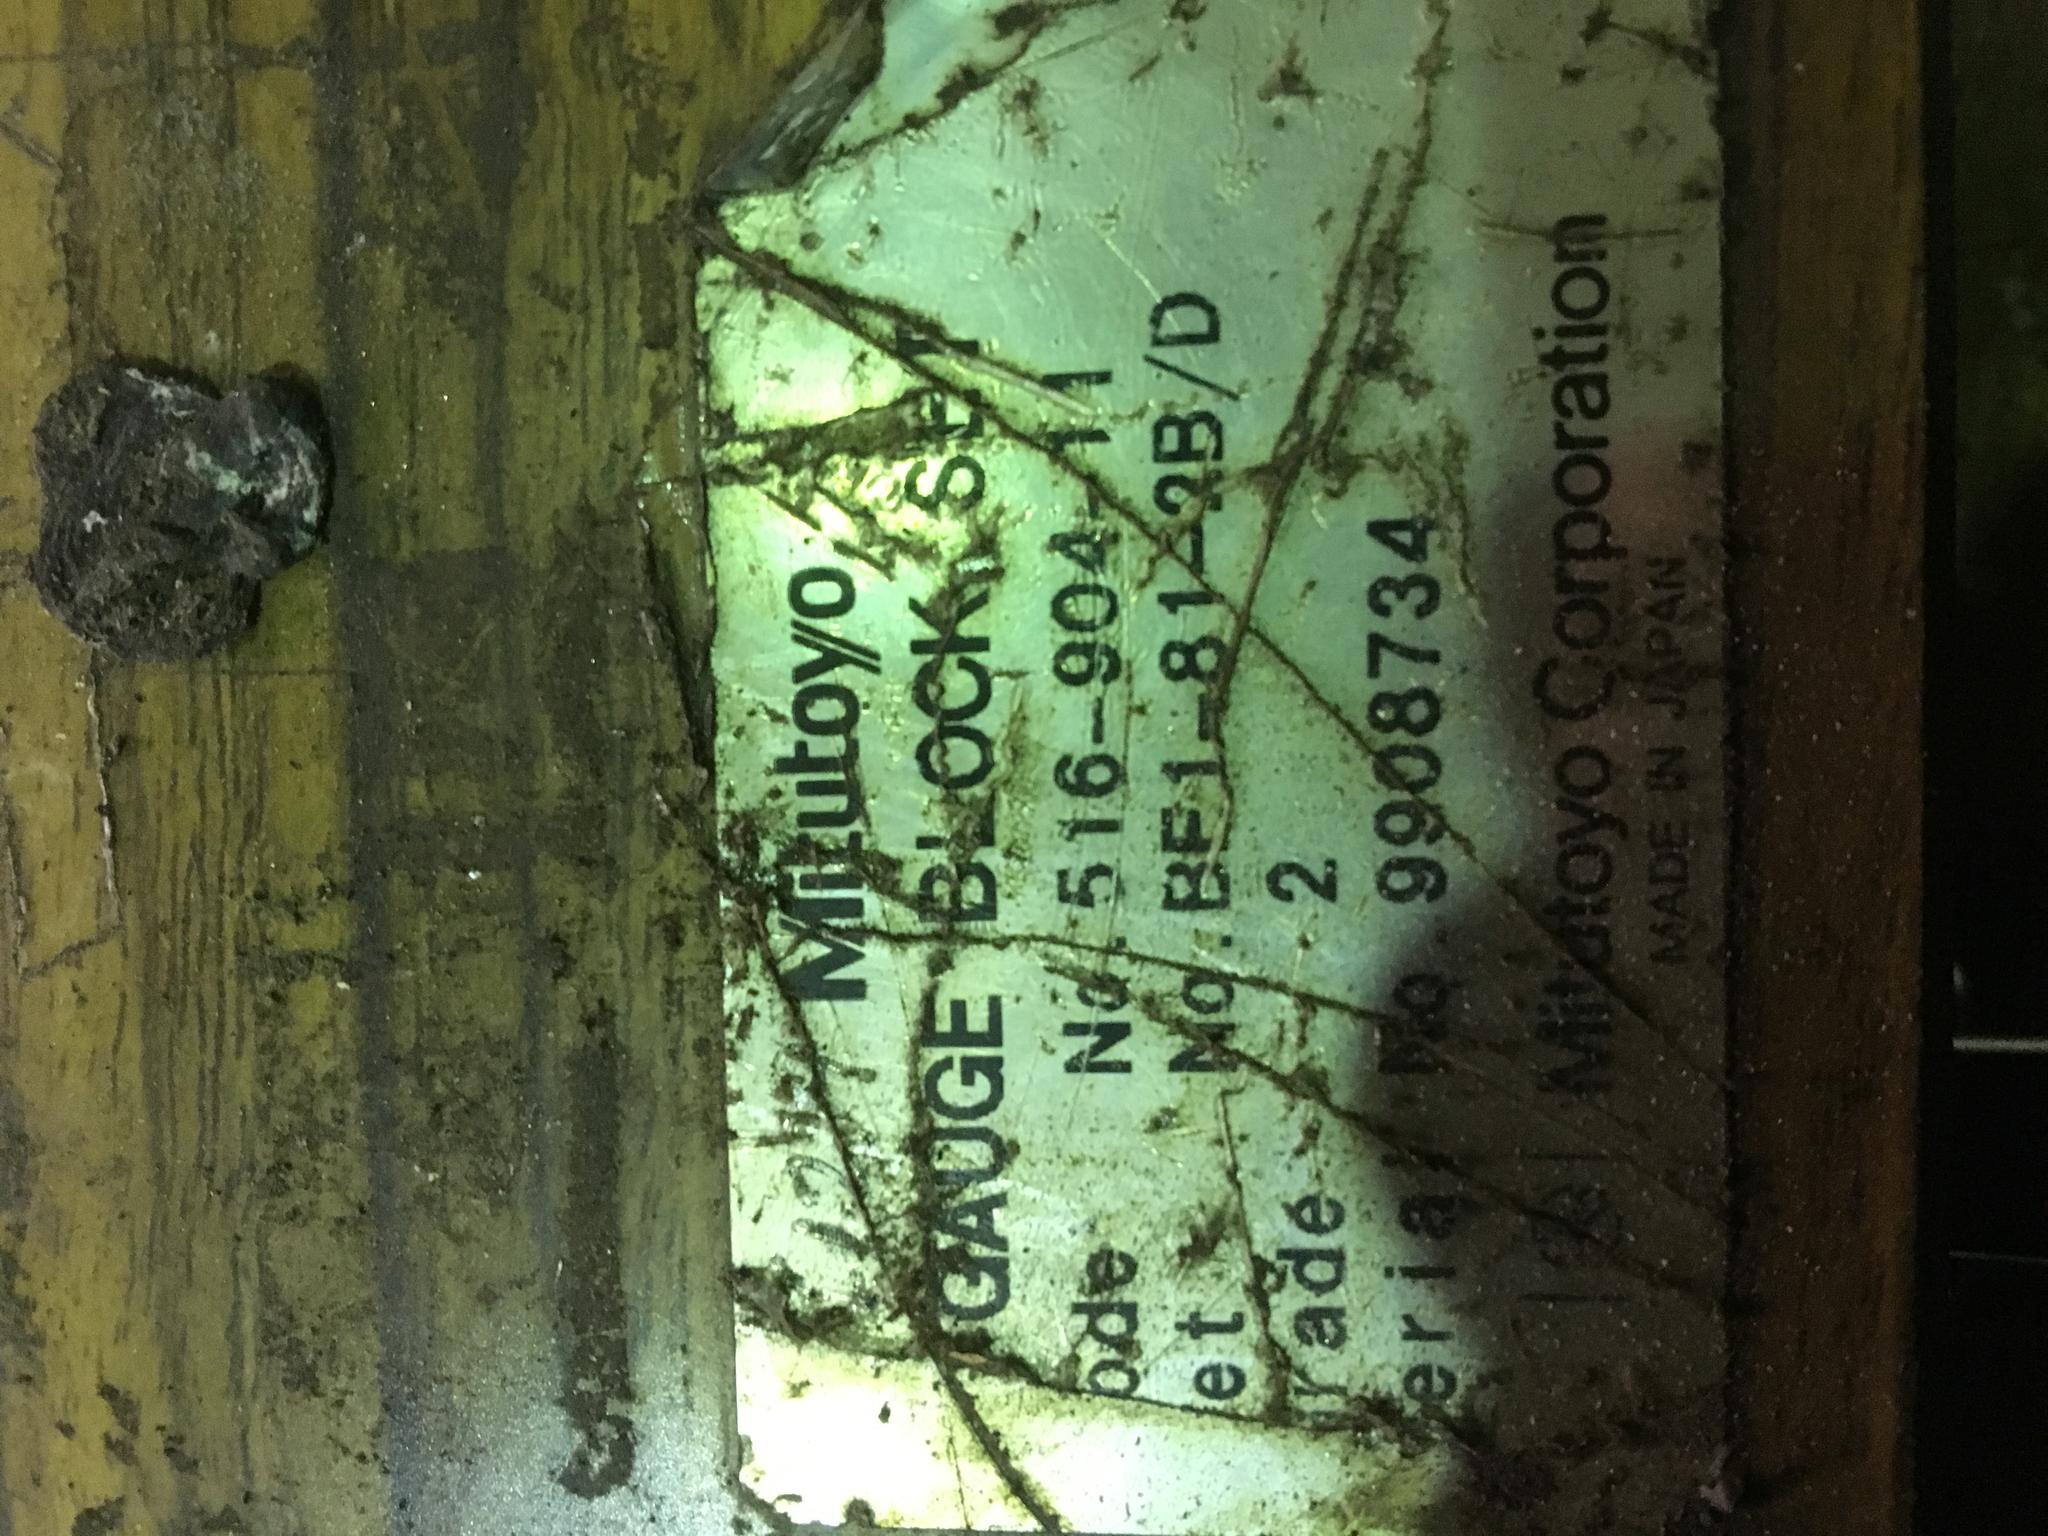 Mitutoyo
GAUGE BLOCK SET
ode No. 516-904-11
et No. BE1-81-2B/D
rade 2
erial No. 9908734
Mitutoyo Corporation
MADE IN JAPAN